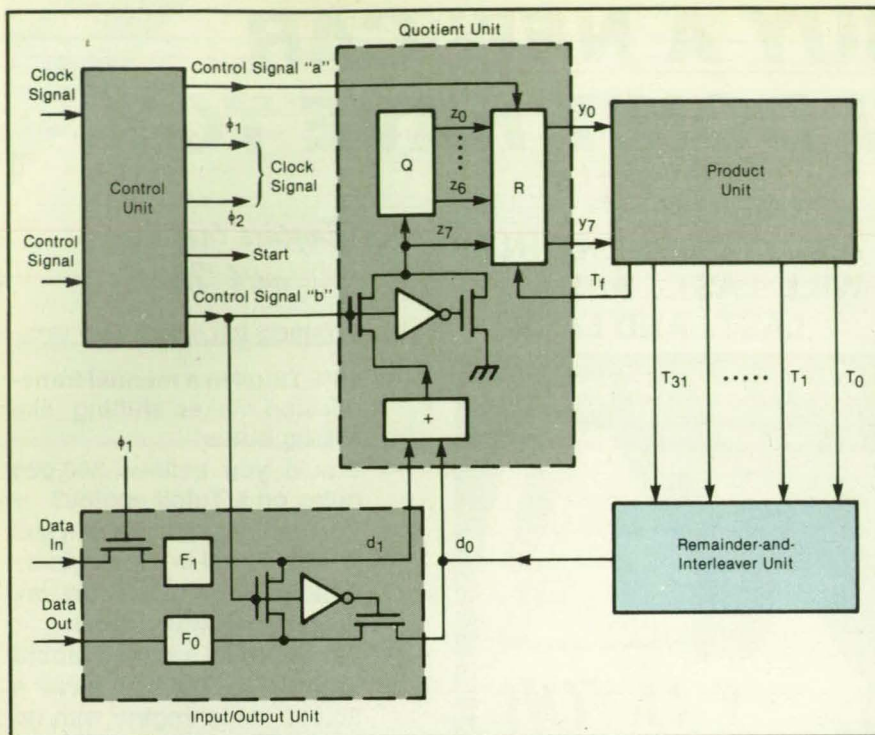 Quotient Unit
Clock
Signal
Control Signal "a"
ϕ1
Clock
Signal
ϕ2
Control
Unit
Control
Signal
Start
Control Signal "b"
Q
z0
z6
z7
R
y0
y7
Tf
Product
Unit
+
T31 ..... T1 T0
ϕ1
Data
In
F1
d1
d0
Data
Out
F0
Remainder-and-
Interleaver Unit
Input/Output Unit